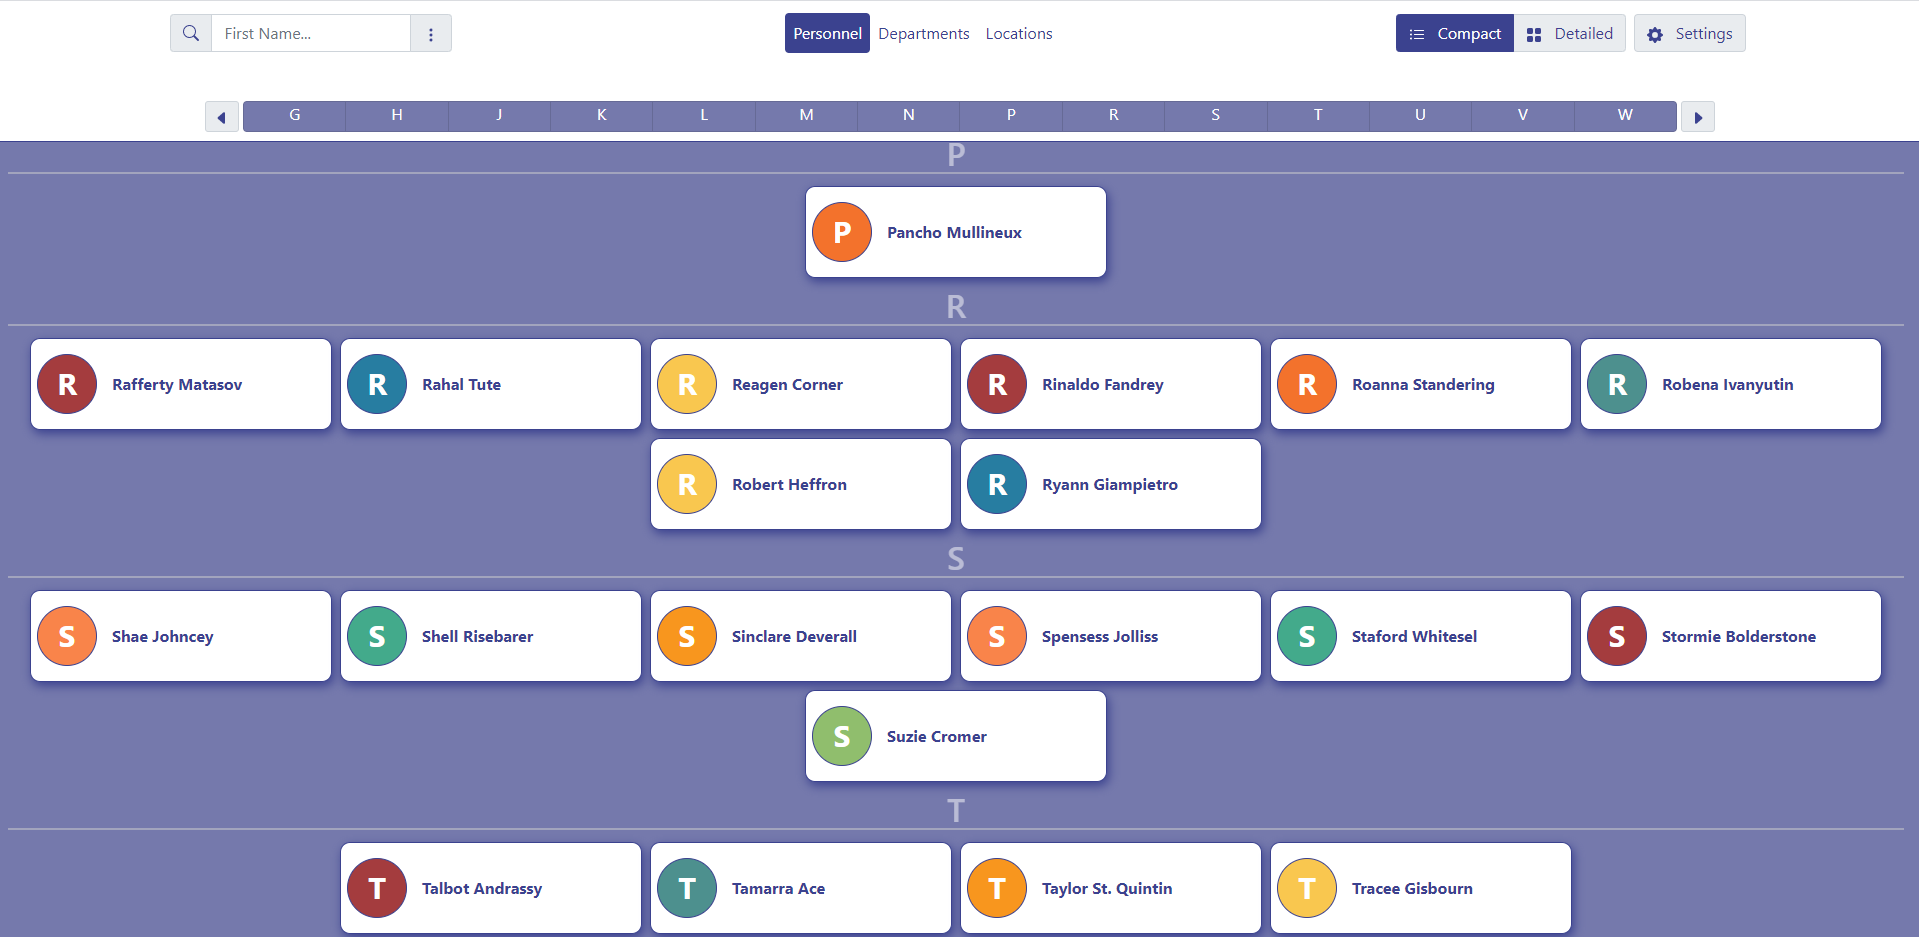 First Name... Personnel Departments Locations Compact Detailed Settings
G H J K L M N P R S T U V W
P
P Pancho Mullineux
R
R Rafferty Matasov R Rahal Tute R Reagen Corner R Rinaldo Fandrey R Roanna Standering R Robena Ivanyutin
R Robert Heffron R Ryann Giampietro
S
S Shae Johncey S Shell Risebarer S Sinclare Deverall S Spensess Jolliss S Staford Whitesel S Stormie Bolderstone
S Suzie Cromer
T
T Talbot Andrassy T Tamarra Ace T Taylor St. Quintin T Tracee Gisbourn